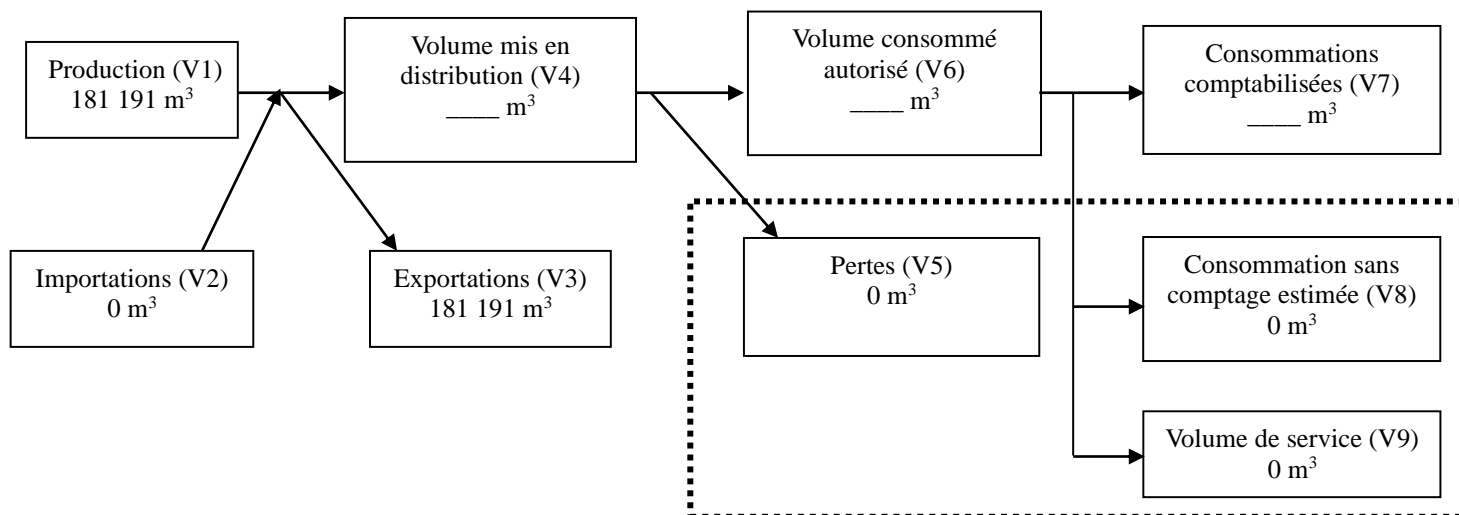 Production (V1)
181 191 m³
Volume mis en
distribution (V4)
____ m³
Volume consommé
autorisé (V6)
____ m³
Consommations
comptabilisées (V7)
____ m³
Importations (V2)
0 m³
Exportations (V3)
181 191 m³
Pertes (V5)
0 m³
Consommation sans
comptage estimée (V8)
0 m³
Volume de service (V9)
0 m³